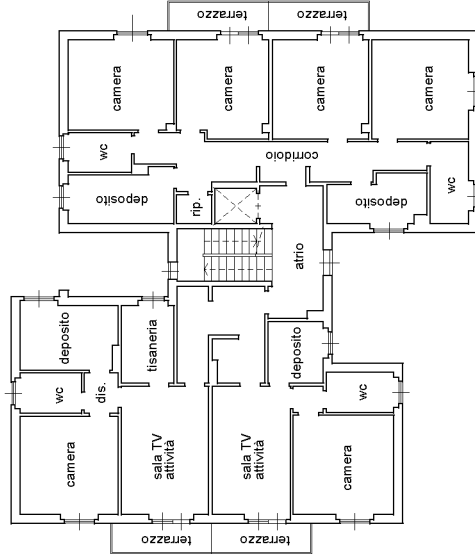 terrazzo
terrazzo
camera
camera
camera
camera
wc
corridoio
deposito
rip.
deposito
wc
atrio
deposito
tisaneria
deposito
wc
dis.
wc
camera
sala TV
attività
sala TV
attività
camera
terrazzo
terrazzo